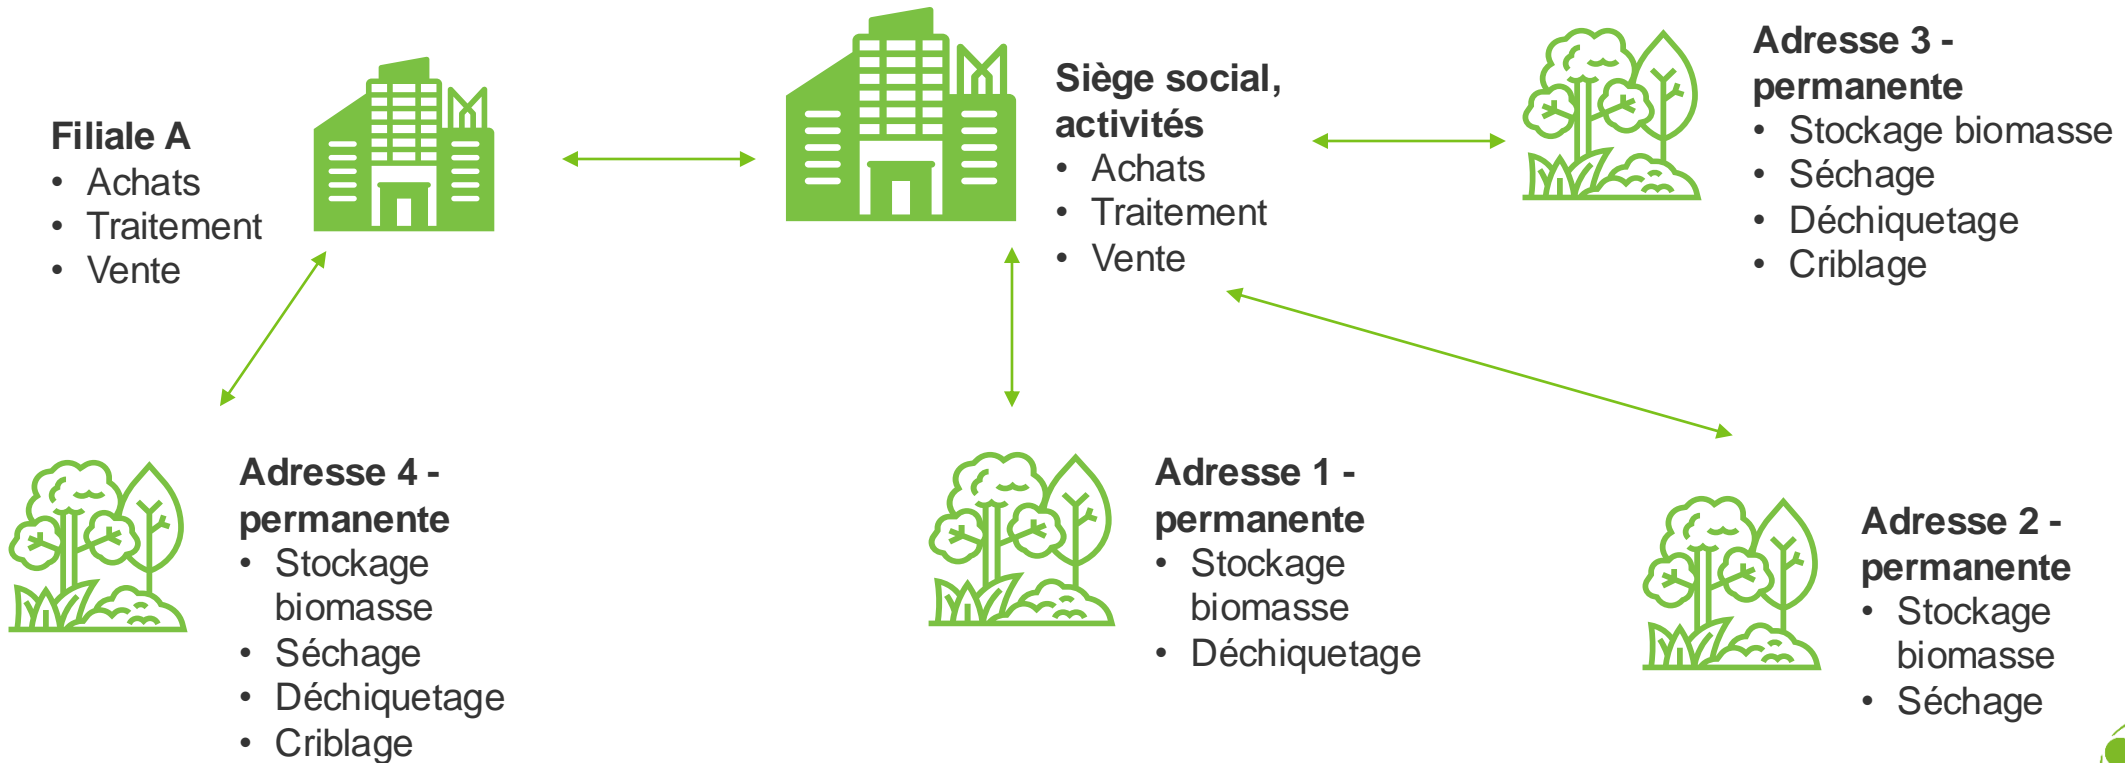 Filiale A
• Achats
• Traitement
• Vente
Siège social,
activités
• Achats
• Traitement
• Vente
Adresse 3 -
permanente
• Stockage biomasse
• Séchage
• Déchiquetage
• Criblage
Adresse 4 -
permanente
• Stockage
biomasse
• Séchage
• Déchiquetage
• Criblage
Adresse 1 -
permanente
• Stockage
biomasse
• Déchiquetage
Adresse 2 -
permanente
• Stockage
biomasse
• Séchage